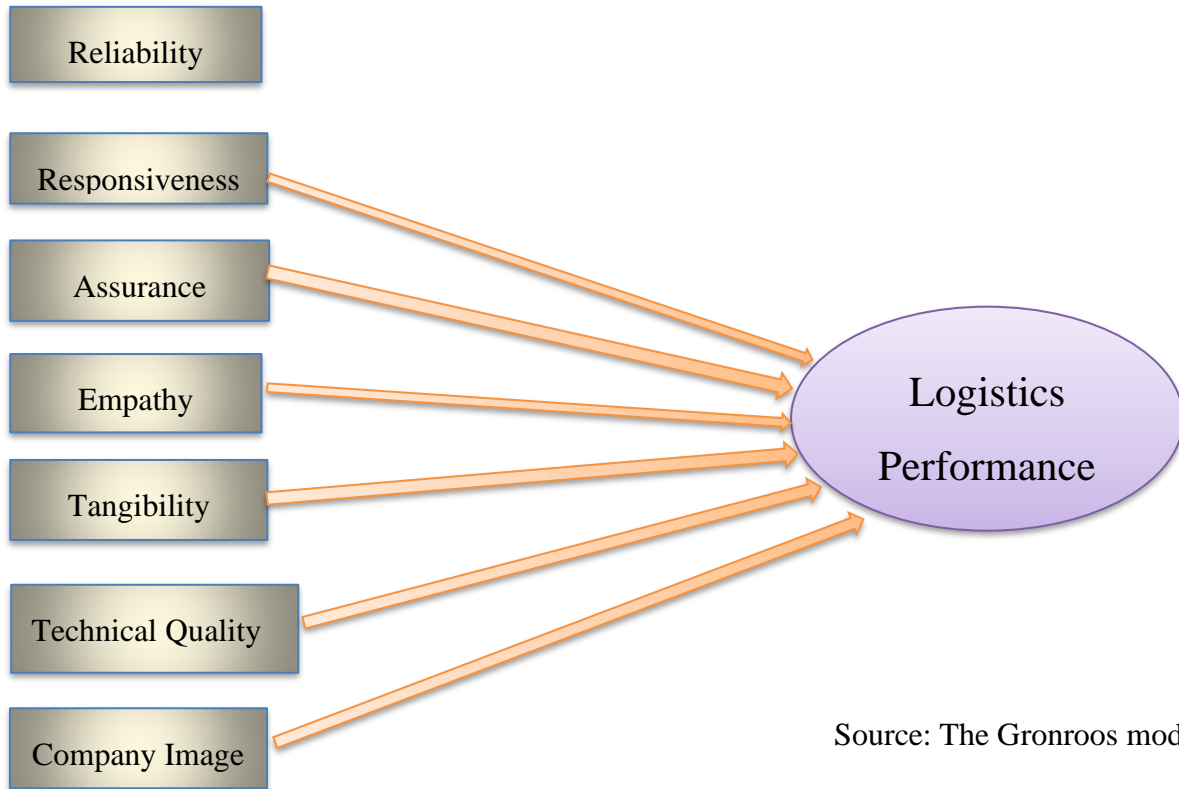 Reliability
Responsiveness
Assurance
Empathy
Tangibility
Technical Quality
Company Image
Logistics
Performance
Source: The Gronroos mod